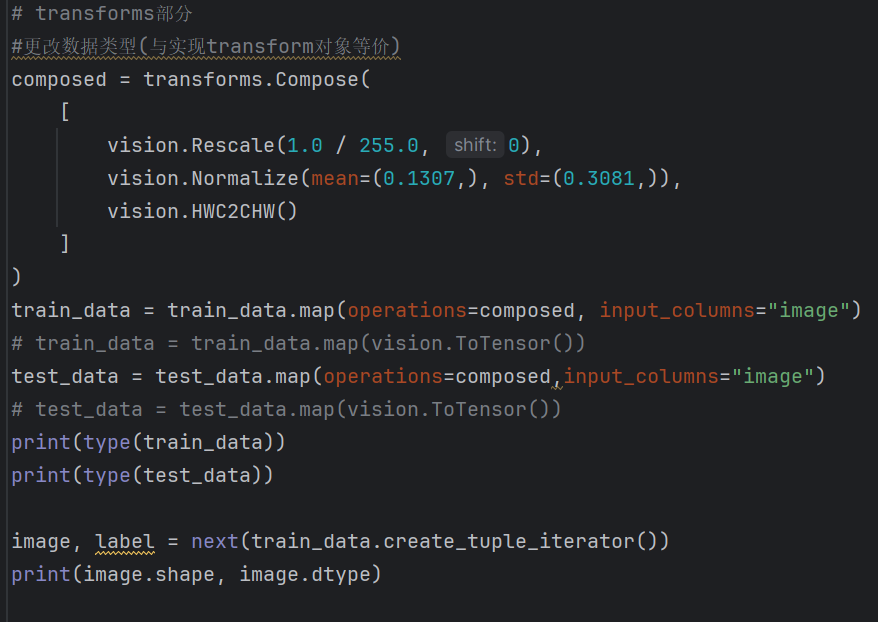 # transforms部分
#更改数据类型(与实现transform对象等价)
composed = transforms.Compose(
    [
        vision.Rescale(1.0 / 255.0, shift: 0),
        vision.Normalize(mean=(0.1307,), std=(0.3081,)),
        vision.HWC2CHW()
    ]
)
train_data = train_data.map(operations=composed, input_columns="image")
# train_data = train_data.map(vision.ToTensor())
test_data = test_data.map(operations=composed,input_columns="image")
# test_data = test_data.map(vision.ToTensor())
print(type(train_data))
print(type(test_data))

image, label = next(train_data.create_tuple_iterator())
print(image.shape, image.dtype)